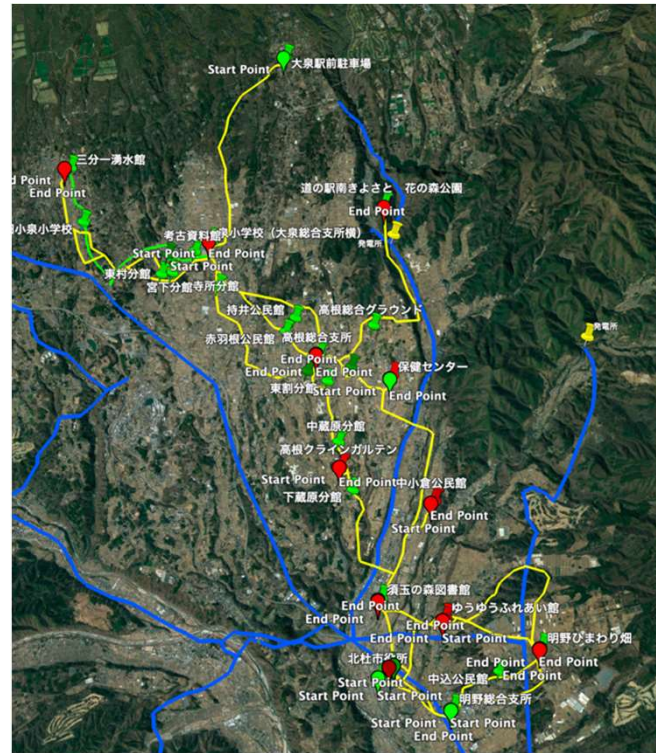 Start Point
大泉駅前駐車場
三分一湧水館
End Point
End Point
道の駅南きよさと 花の森公園
End Point
発電所
小泉小学校
考古資料館
泉小学校（大泉総合支所横）
Start Point
End Point
Start Point
東村分館
宮下分館
寺所分館
発電所
持井公民館
高根総合グラウンド
赤羽根公民館
高根総合支所
End Point
End Point
End Point
保健センター
東割分館
Start Point
End Point
中蔵原分館
高根クラインガルテン
Start Point
End Point
中小倉公民館
下蔵原分館
End Point
Start Point
須玉の森図書館
End Point
ゆうゆうふれあい館
End Point
End Point
End Point
Start Point
明野ひまわり畑
北杜市役所
End Point
End Point
中込公民館
Start Point
Start Point
Start Point
明野総合支所
Start Point
Start Point
End Point